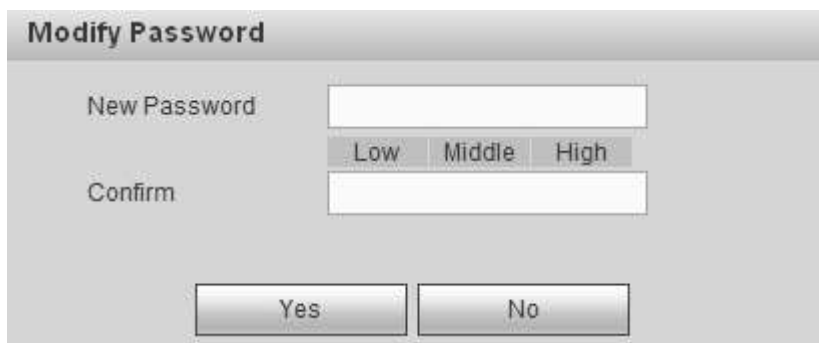 Modify Password
New Password
Low Middle High
Confirm
Yes No